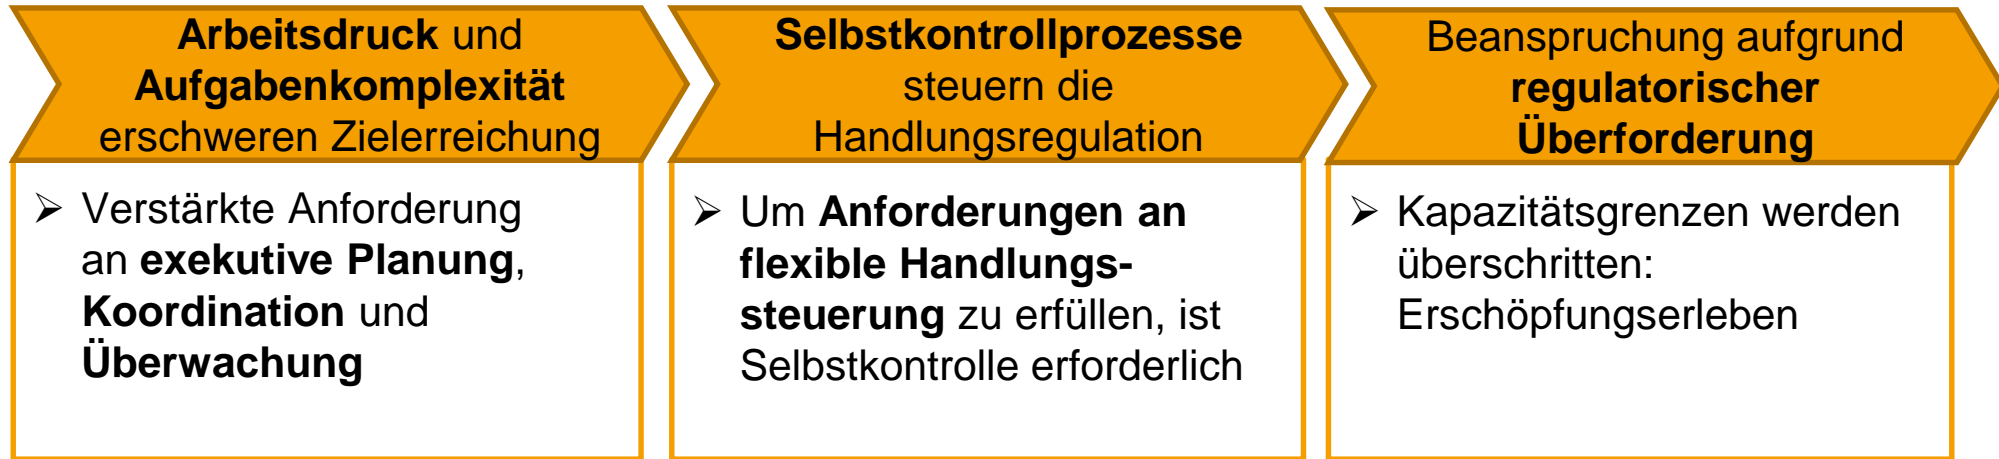 Arbeitsdruck und
Aufgabenkomplexität
erschweren Zielerreichung
➢ Verstärkte Anforderung
an exekutive Planung,
Koordination und
Überwachung
Selbstkontrollprozesse
steuern die
Handlungsregulation
➢ Um Anforderungen an
flexible Handlungs-
steuerung zu erfüllen, ist
Selbstkontrolle erforderlich
Beanspruchung aufgrund
regulatorischer
Überforderung
➢ Kapazitätsgrenzen werden
überschritten:
Erschöpfungserleben